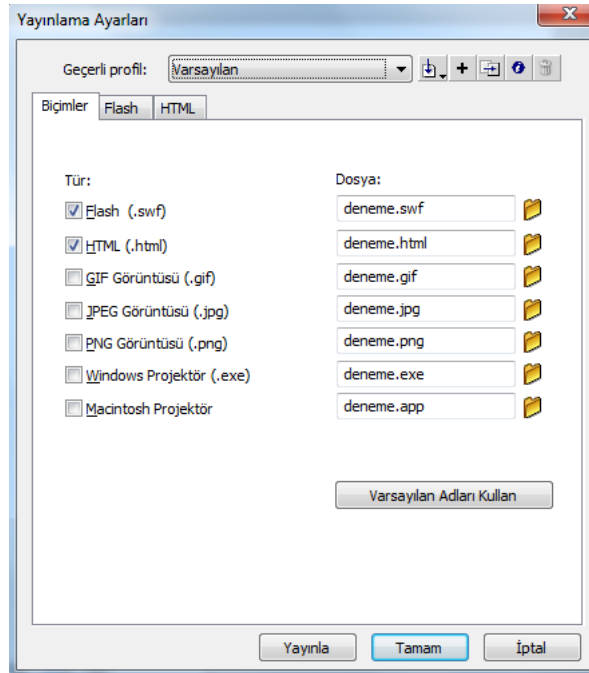 Yayınlama Ayarları
Geçerli profil: Varsayılan
Biçimler Flash HTML
Tür: Dosya:
Flash (.swf) deneme.swf
HTML (.html) deneme.html
GIF Görüntüsü (.gif) deneme.gif
JPEG Görüntüsü (.jpg) deneme.jpg
PNG Görüntüsü (.png) deneme.png
Windows Projektör (.exe) deneme.exe
Macintosh Projektör deneme.app
Varsayılan Adları Kullan
Yayınla Tamam İptal